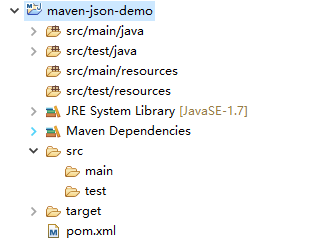 maven-json-demo
src/main/java
src/test/java
src/main/resources
src/test/resources
JRE System Library [JavaSE-1.7]
Maven Dependencies
src
main
test
target
pom.xml